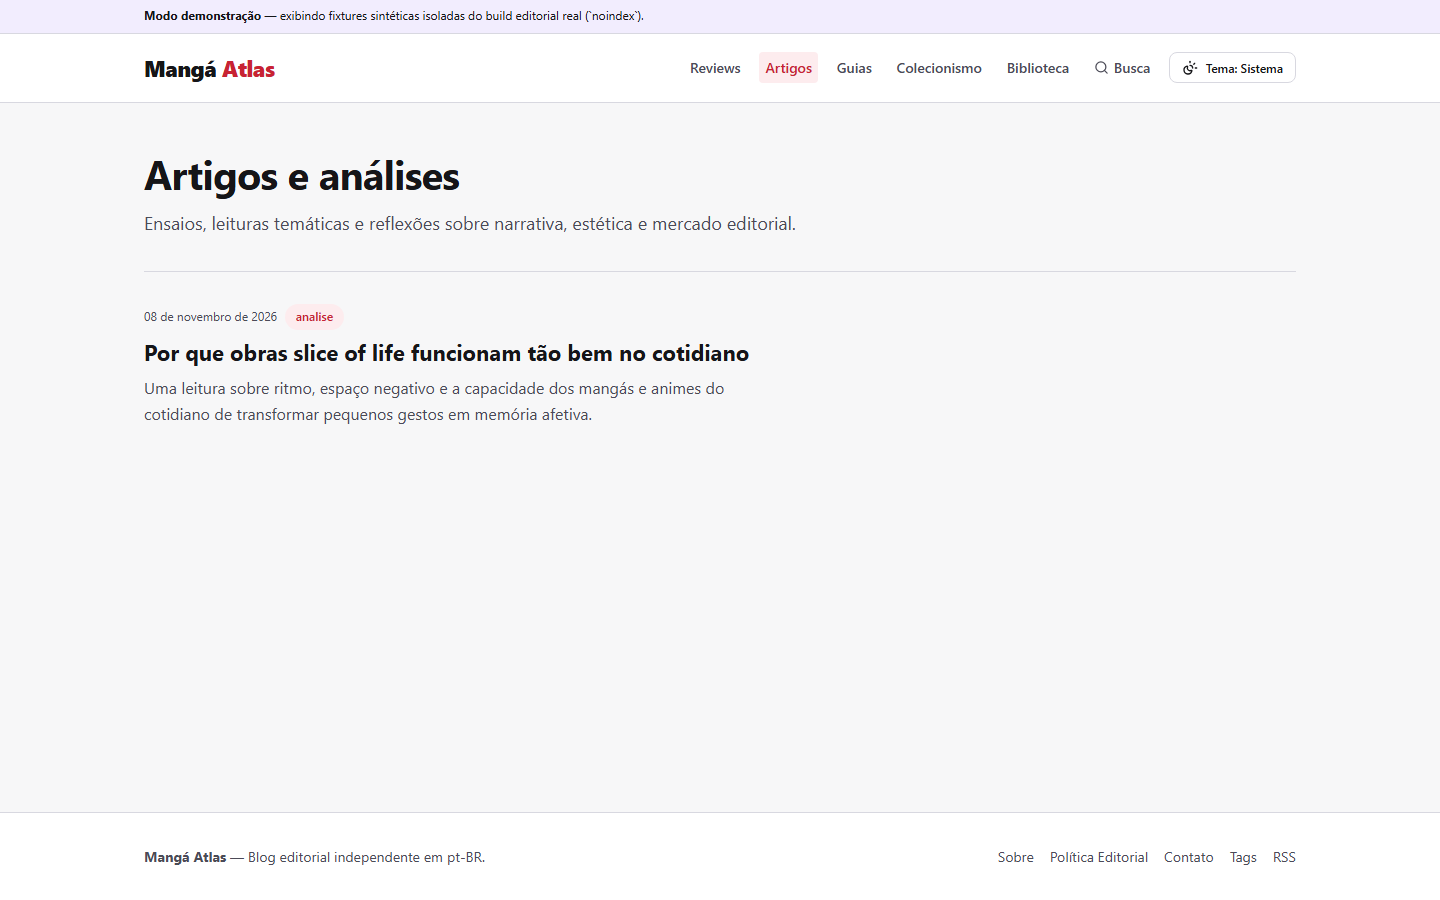 Modo demonstração — exibindo fixtures sintéticas isoladas do build editorial real (`noindex`).
Mangá Atlas
Reviews
Artigos
Guias
Colecionismo
Biblioteca
Busca
Tema: Sistema
Artigos e análises
Ensaios, leituras temáticas e reflexões sobre narrativa, estética e mercado editorial.
08 de novembro de 2026
analise
Por que obras slice of life funcionam tão bem no cotidiano
Uma leitura sobre ritmo, espaço negativo e a capacidade dos mangás e animes do
cotidiano de transformar pequenos gestos em memória afetiva.
Mangá Atlas — Blog editorial independente em pt-BR.
Sobre
Política Editorial
Contato
Tags
RSS